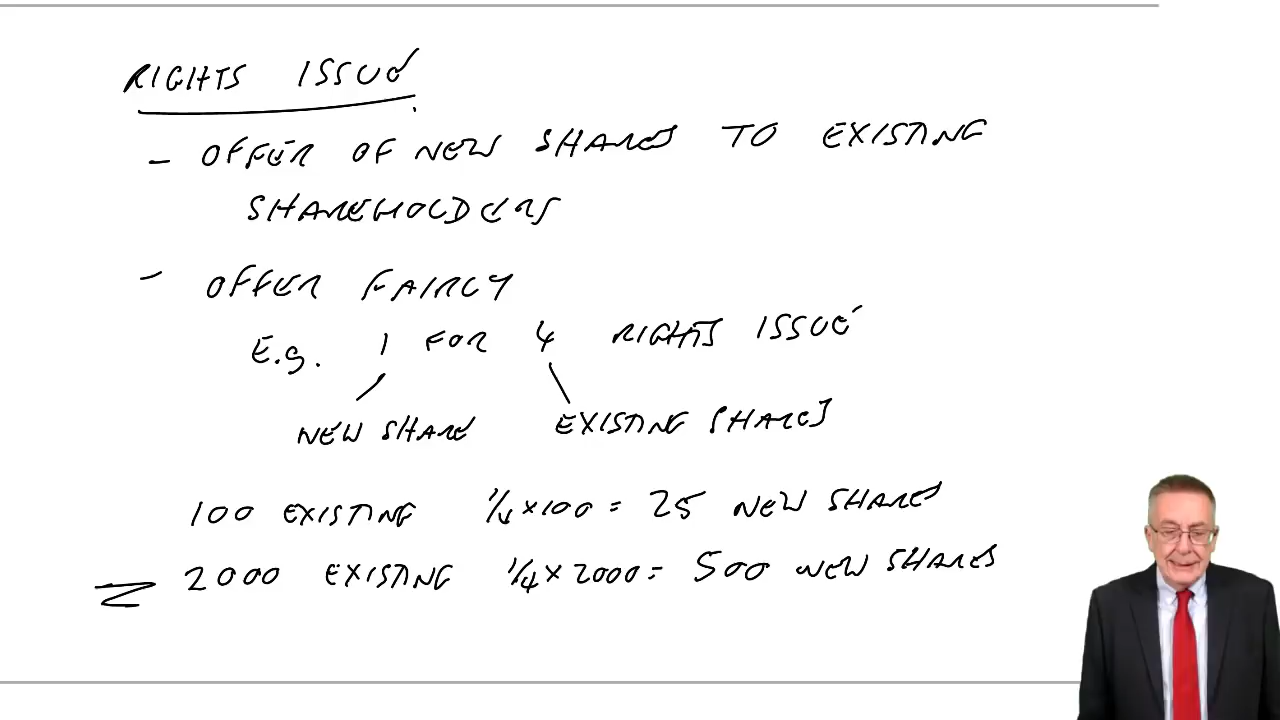 RIGHTS ISSUE
- OFFER OF NEW SHARES TO EXISTING
SHAREHOLDERS
- OFFER FAIRLY
E.g. 1 FOR 4 RIGHTS ISSUE
NEW SHARE EXISTING SHARES
100 EXISTING 1/4 × 100 = 25 NEW SHARES
2000 EXISTING 1/4 × 2000 = 500 NEW SHARES